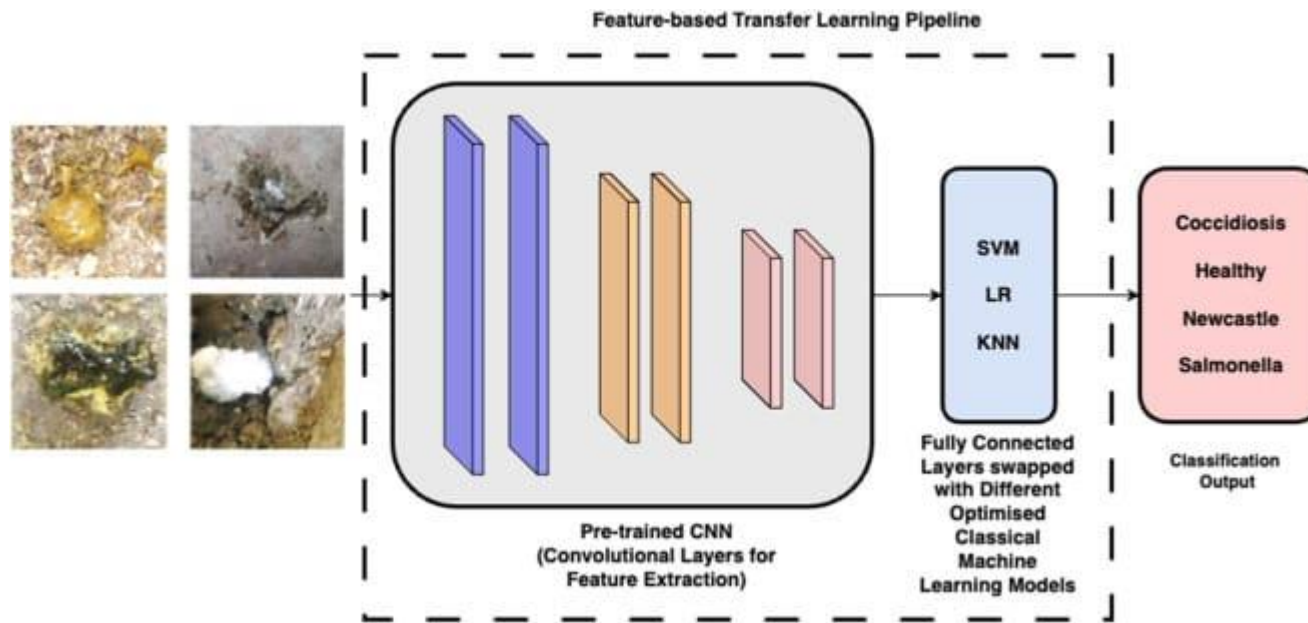 Feature-based Transfer Learning Pipeline
SVM
LR
KNN
Coccidiosis
Healthy
Newcastle
Salmonella
Pre-trained CNN
(Convolutional Layers for
Feature Extraction)
Fully Connected
Layers swapped
with Different
Optimised
Classical
Machine
Learning Models
Classification
Output